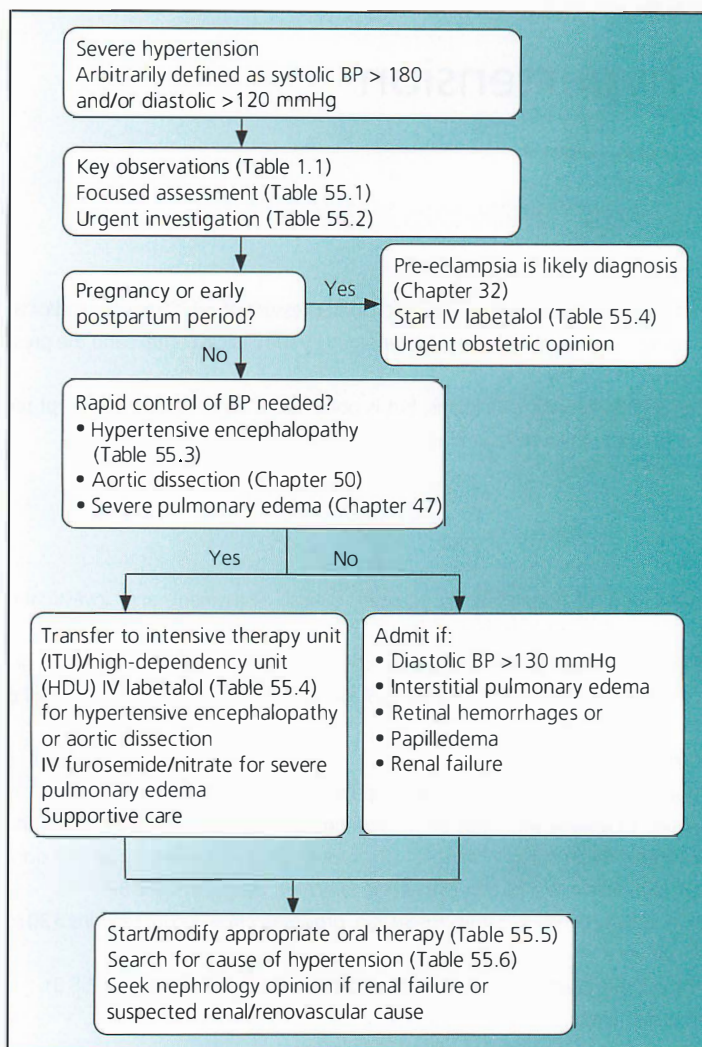 Severe hypertension
Arbitrarily defined as systolic BP > 180
and/or diastolic >120 mmHg
Key observations (Table 1.1)
Focused assessment (Table 55.1)
Urgent investigation (Table 55.2)
Pregnancy or early
postpartum period?
Yes
Pre-eclampsia is likely diagnosis
(Chapter 32)
Start IV labetalol (Table 55.4)
Urgent obstetric opinion
No
Rapid control of BP needed?
• Hypertensive encephalopathy
(Table 55.3)
• Aortic dissection (Chapter 50)
• Severe pulmonary edema (Chapter 47)
Yes
No
Transfer to intensive therapy unit
(ITU)/high-dependency unit
(HDU) IV labetalol (Table 55.4)
for hypertensive encephalopathy
or aortic dissection
IV furosemide/nitrate for severe
pulmonary edema
Supportive care
Admit if:
• Diastolic BP >130 mmHg
• Interstitial pulmonary edema
• Retinal hemorrhages or
• Papilledema
• Renal failure
Start/modify appropriate oral therapy (Table 55.5)
Search for cause of hypertension (Table 55.6)
Seek nephrology opinion if renal failure or
suspected renal/renovascular cause